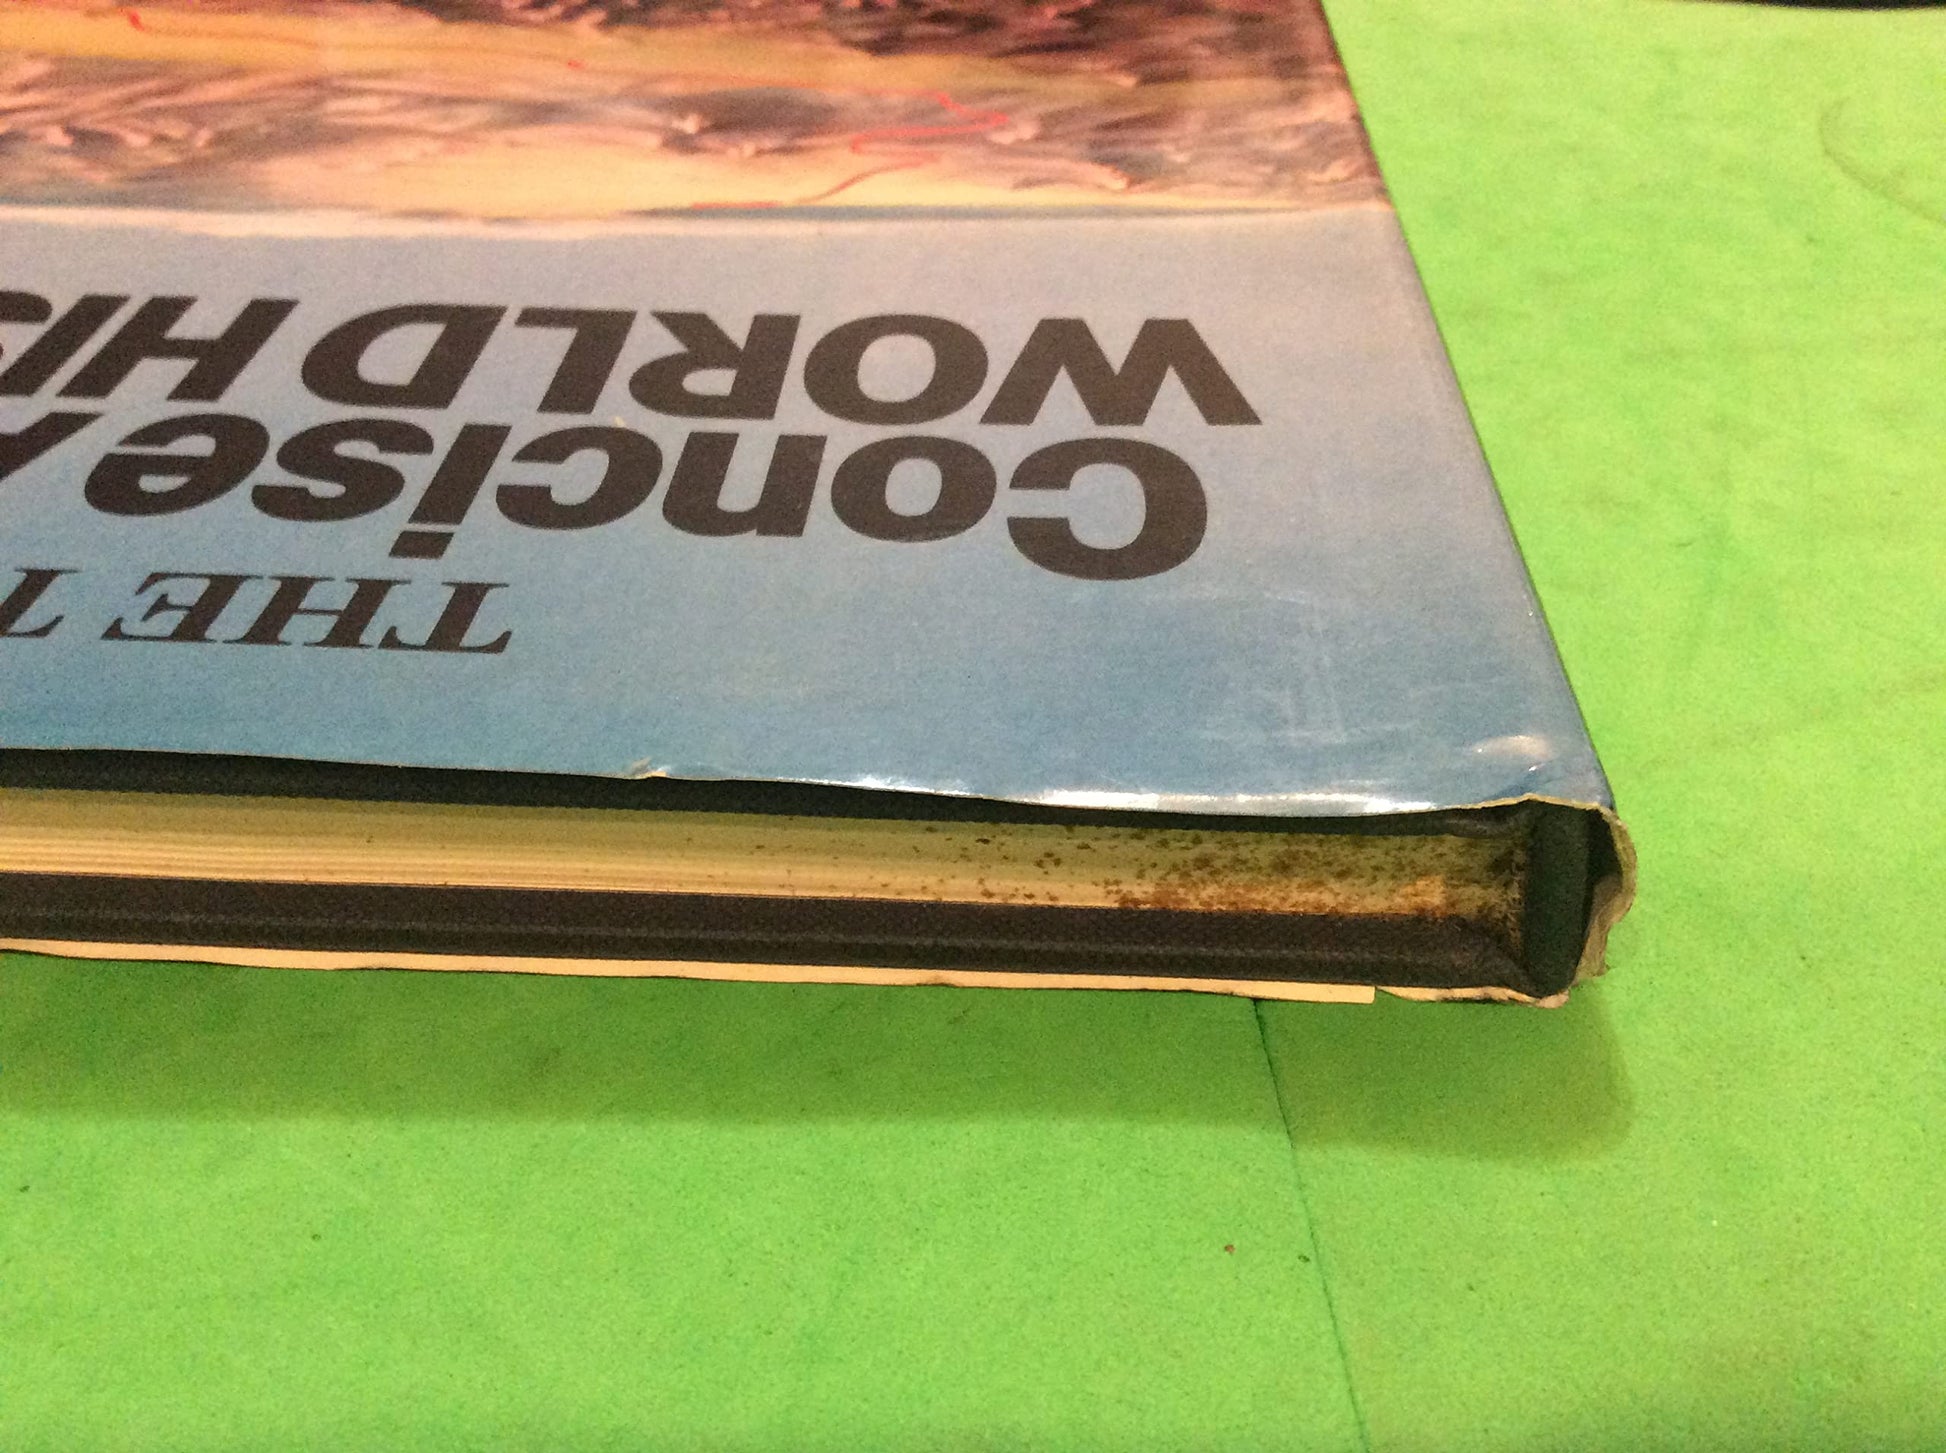 THE T
Concise A
WORLD HIS